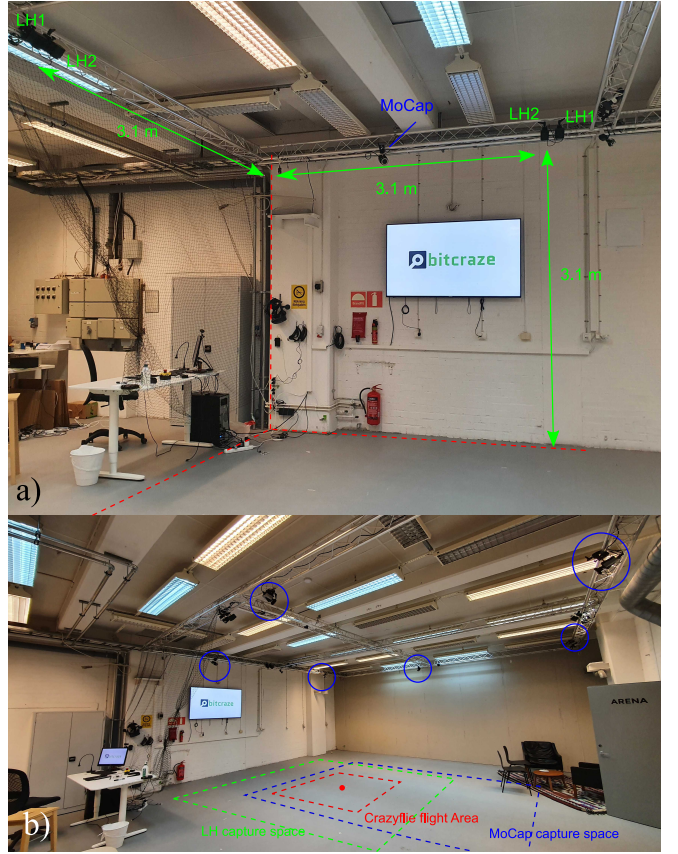 LH1
LH2
MoCap
LH2
LH1
3.1 m
3.1 m
bitcraze
3.1 m
a)
bitcraze
ARENA
Crazyflie flight Area
LH capture space
MoCap capture space
b)